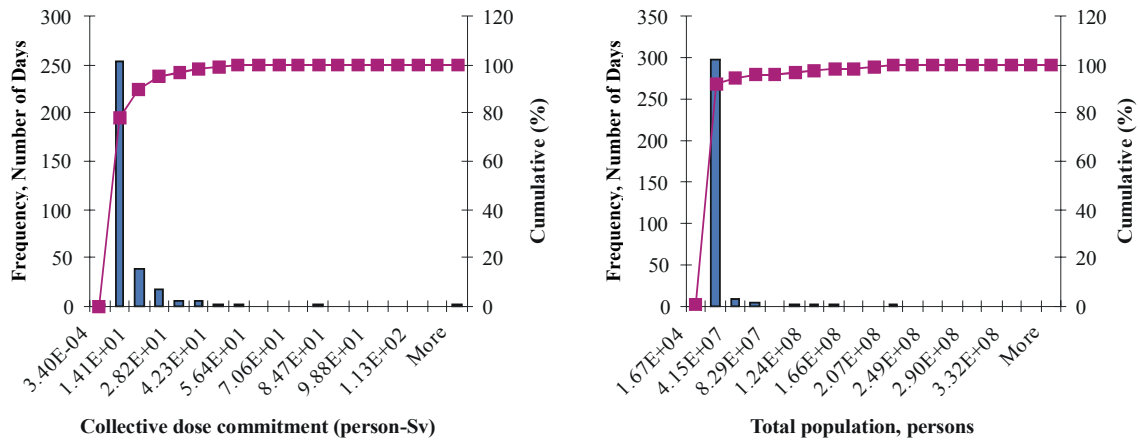 300
250
200
150
100
50
0
Frequency, Number of Days
120
100
80
60
40
20
0
Cumulative (%)
3.40E-04
1.41E+01
2.82E+01
4.23E+01
5.64E+01
7.06E+01
8.47E+01
9.88E+01
1.13E+02
More
Collective dose commitment (person-Sv)
350
300
250
200
150
100
50
0
Frequency, Number of Days
120
100
80
60
40
20
0
Cumulative (%)
1.67E+04
4.15E+07
8.29E+07
1.24E+08
1.66E+08
2.07E+08
2.49E+08
2.90E+08
3.32E+08
More
Total population, persons